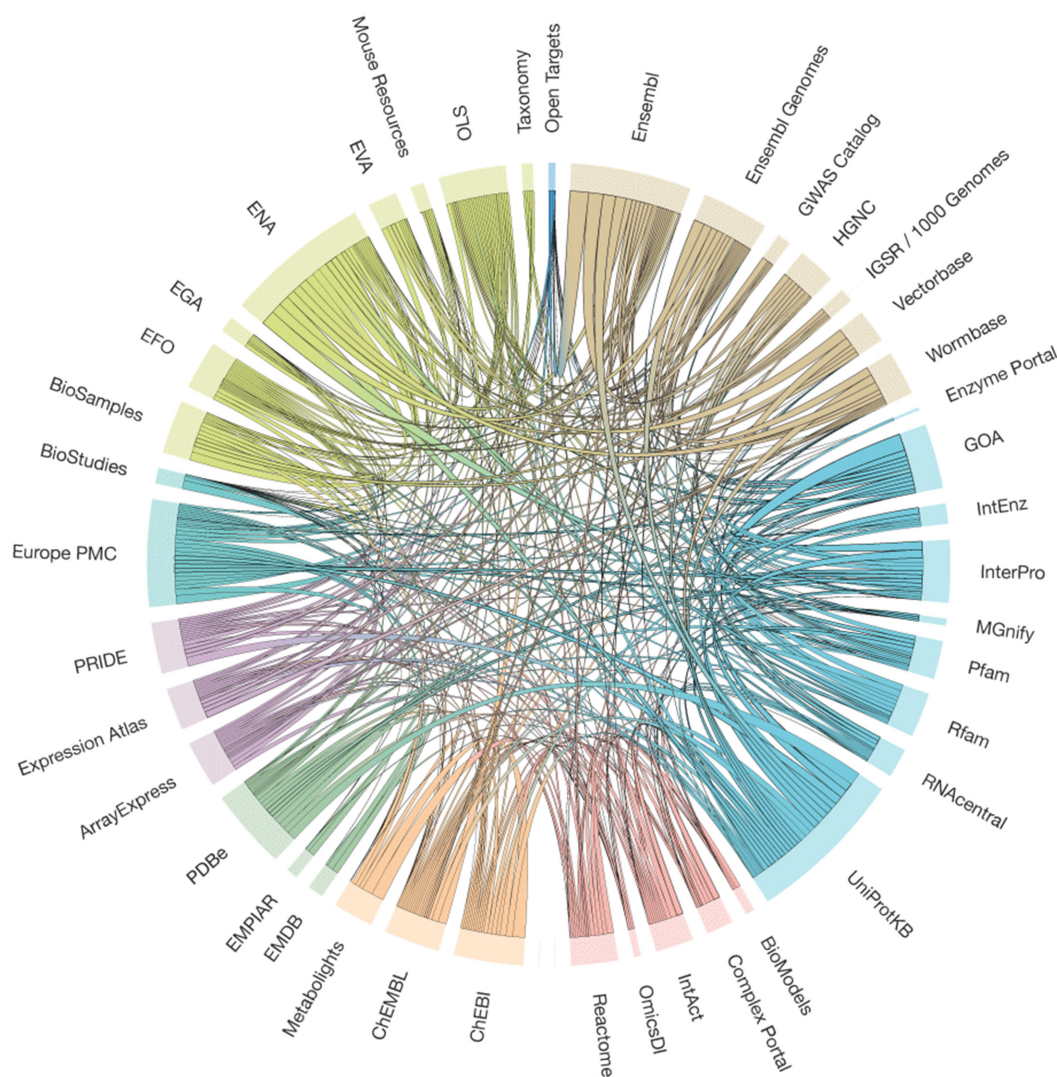 Open Targets
Ensembl
Ensembl Genomes
GWAS Catalog
HGNC
IGSR / 1000 Genomes
Vectorbase
Wormbase
Enzyme Portal
GOA
IntEnz
InterPro
MGnify
Pfam
Rfam
RNAcentral
UniProtKB
BioModels
Complex Portal
IntAct
OmicsDI
Reactome
ChEBI
ChEMBL
Metabolights
EMDB
EMPIAR
PDBe
ArrayExpress
Expression Atlas
PRIDE
Europe PMC
BioStudies
BioSamples
EFO
EGA
ENA
EVA
Mouse Resources
OLS
Taxonomy